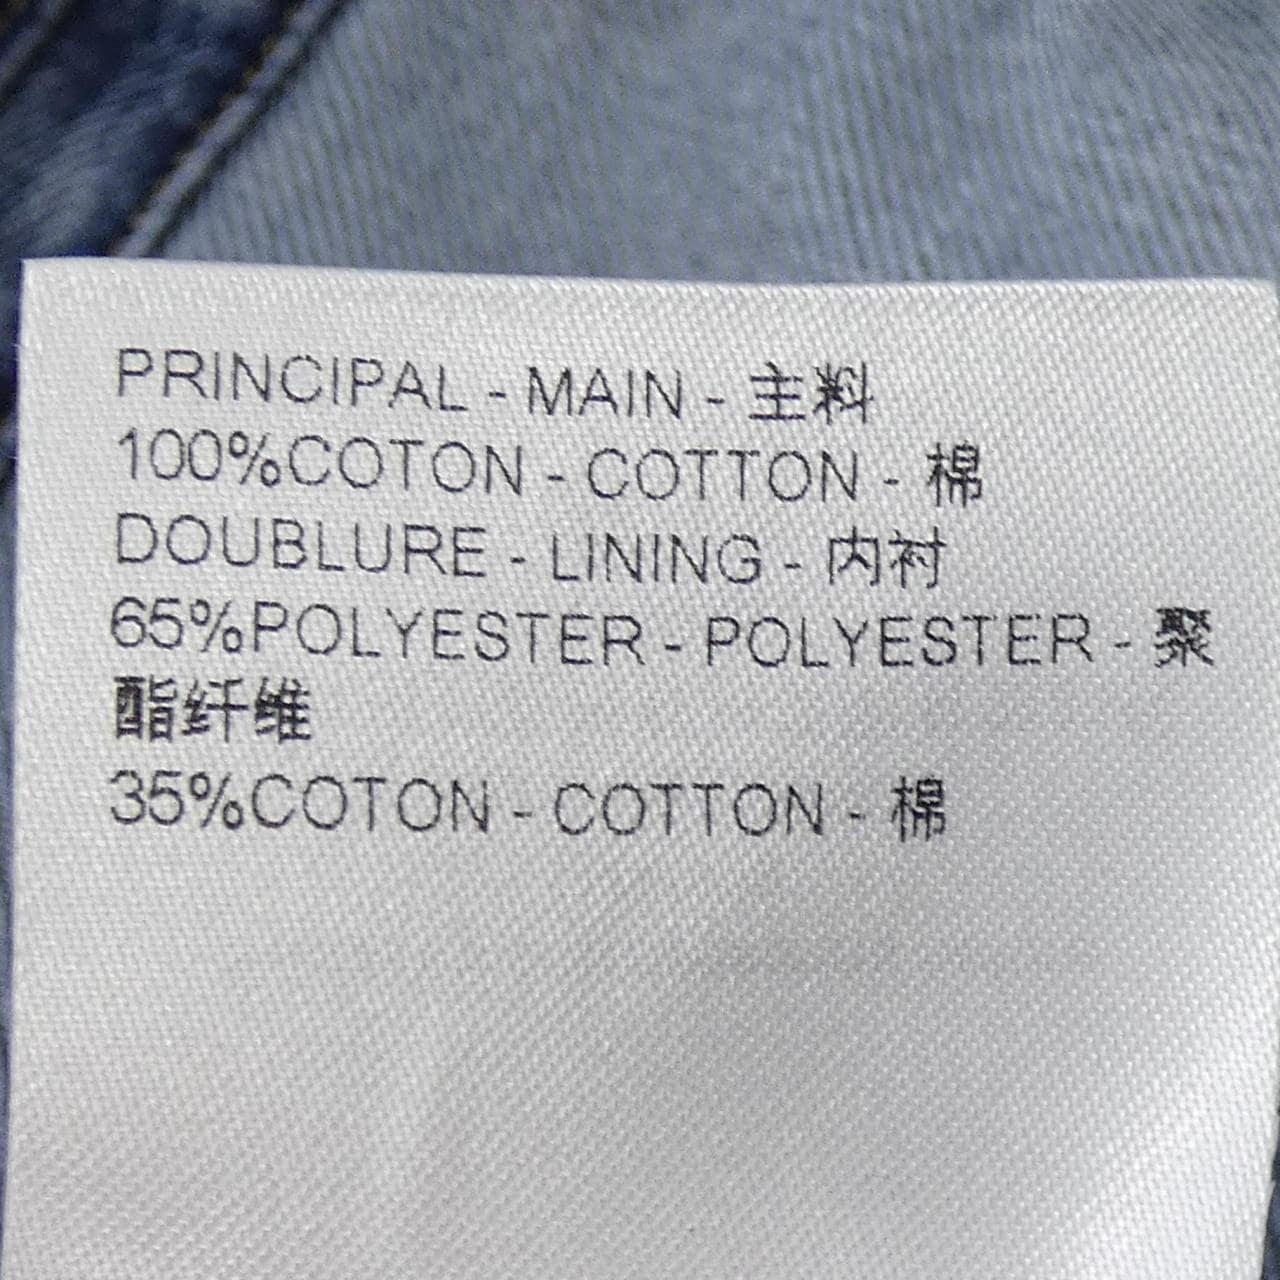 PRINCIPAL - MAIN - 主料
100%COTON - COTTON - 棉
DOUBLURE - LINING - 内衬
65%POLYESTER - POLYESTER - 聚
酯纤维
35%COTON - COTTON - 棉